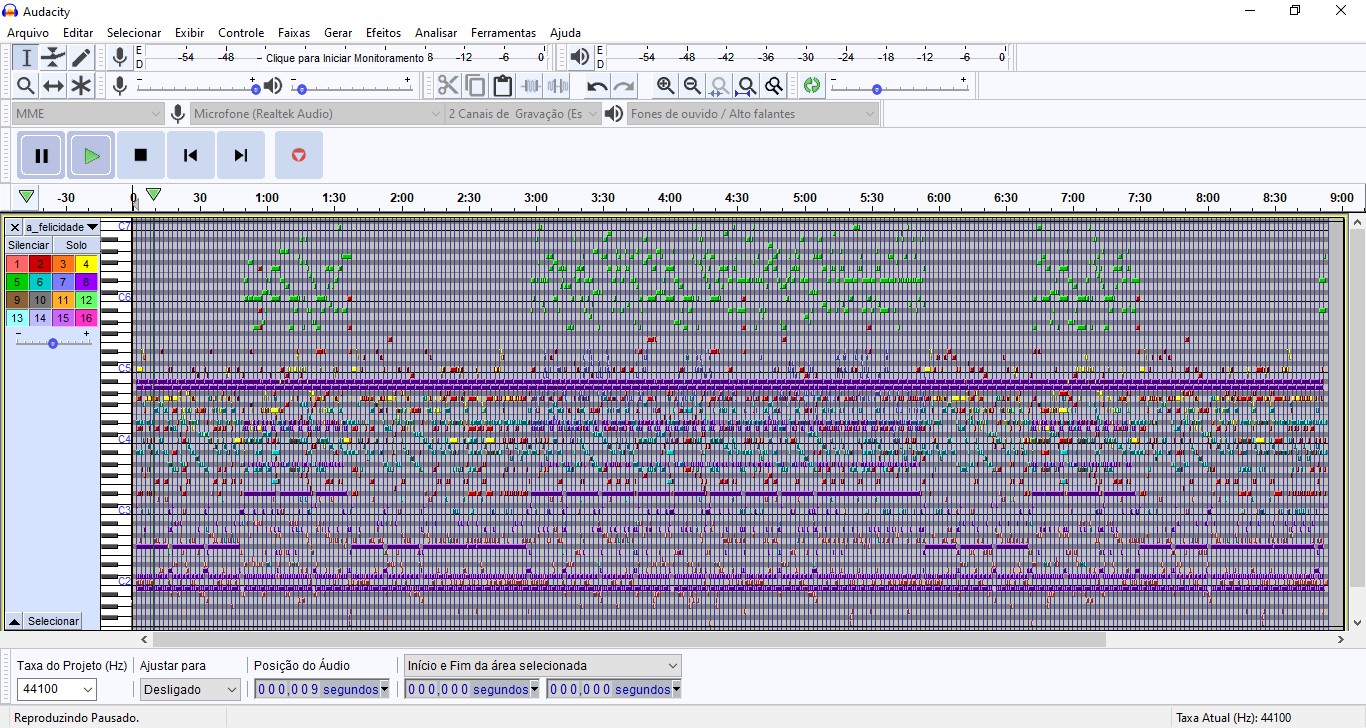 Audacity
Arquivo Editar Selecionar Exibir Controle Faixas Gerar Efeitos Analisar Ferramentas Ajuda
E D -54 -48 - Clique para Iniciar Monitoramento 8 -12 -6 0 E D -54 -48 -42 -36 -30 -24 -18 -12 -6 0
- + - + - +
MME Microfone (Realtek Audio) 2 Canais de Gravação (Es Fones de ouvido / Alto falantes
-30 0 30 1:00 1:30 2:00 2:30 3:00 3:30 4:00 4:30 5:00 5:30 6:00 6:30 7:00 7:30 8:00 8:30 9:00
a_felicidade C7
Silenciar Solo
1 2 3 4
5 6 7 8
9 10 11 12 C6
13 14 15 16
- +
C5
C4
C3
C2
Selecionar
Taxa do Projeto (Hz) Ajustar para Posição do Áudio Início e Fim da área selecionada
44100 Desligado 000,009 segundos 000,000 segundos 000,000 segundos
Reproduzindo Pausado. Taxa Atual (Hz): 44100